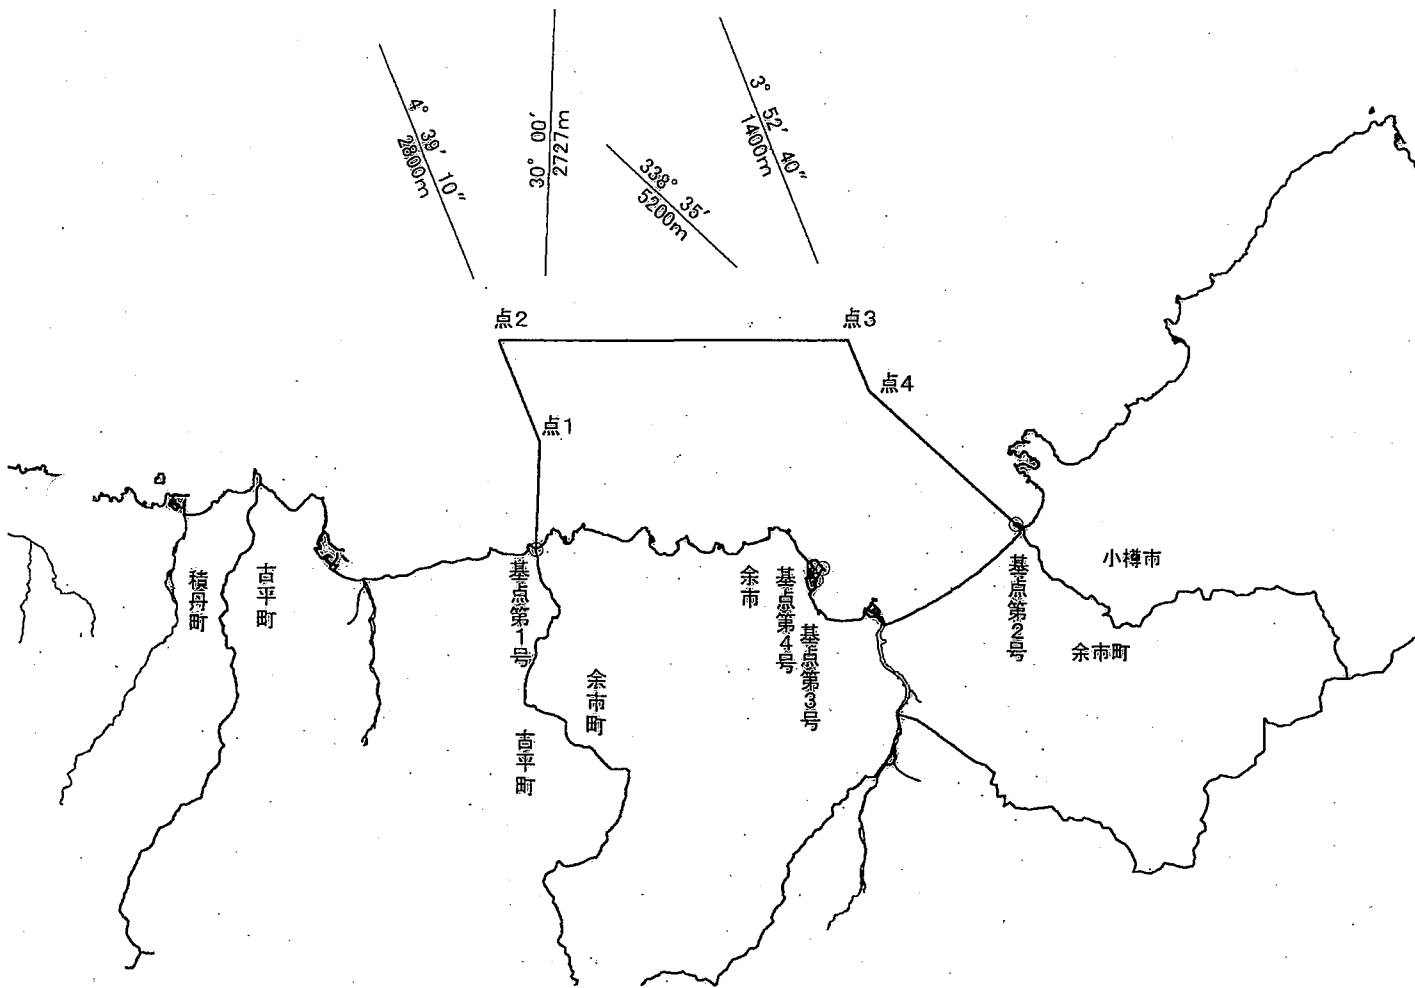 4° 39′ 10″
2800m
30° 00′
2727m
338° 35′
5200m
3° 52′ 40″
1400m
点2
点3
点4
点1
積丹町
古平町
基点第1号
余市
基点第4号
基点第3号
基点第2号
小樽市
余市町
余市町
古平町